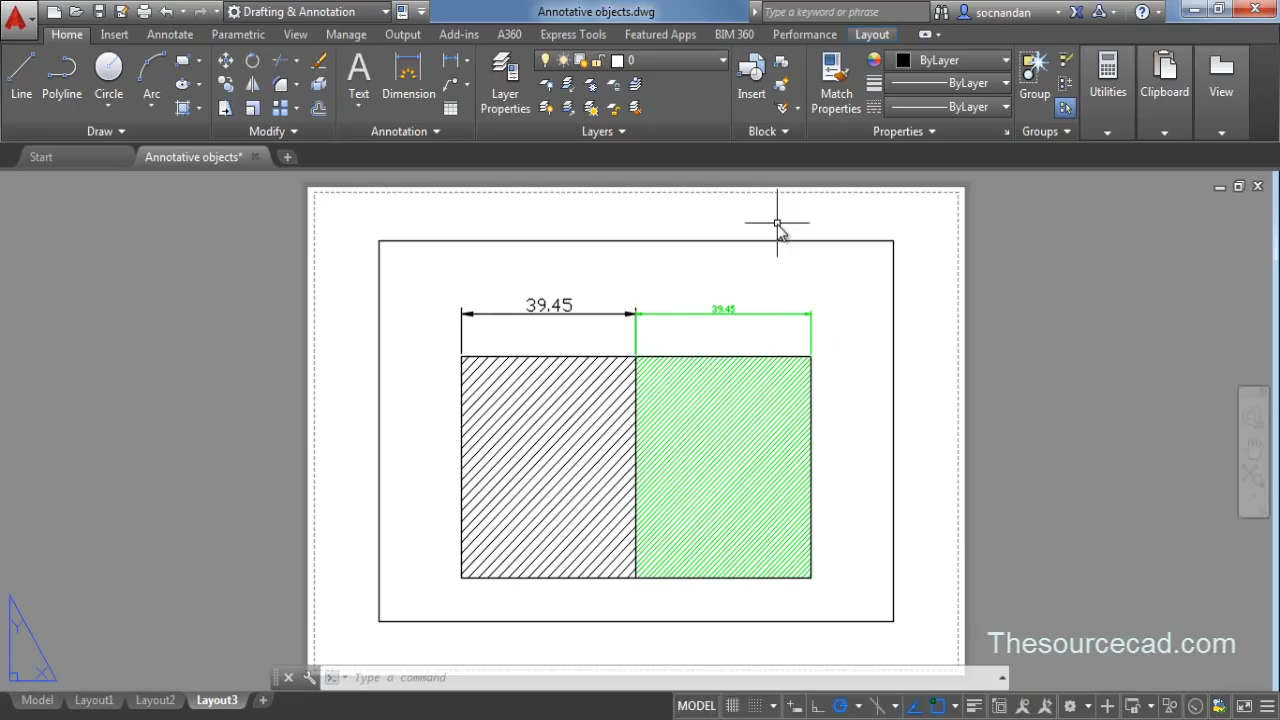 Drafting & Annotation
Annotative objects.dwg
Type a keyword or phrase
socnandan
Home Insert Annotate Parametric View Manage Output Add-ins A360 Express Tools Featured Apps BIM 360 Performance Layout
Line Polyline Circle Arc
Text Dimension
Layer Properties
0
Insert
Match Properties
ByLayer
ByLayer
ByLayer
Group
Utilities
Clipboard
View
Draw Modify Annotation Layers Block Properties Groups
Start Annotative objects*
39.45 39.45
Y
X
Thesourcecad.com
Type a command
Model Layout1 Layout2 Layout3
MODEL